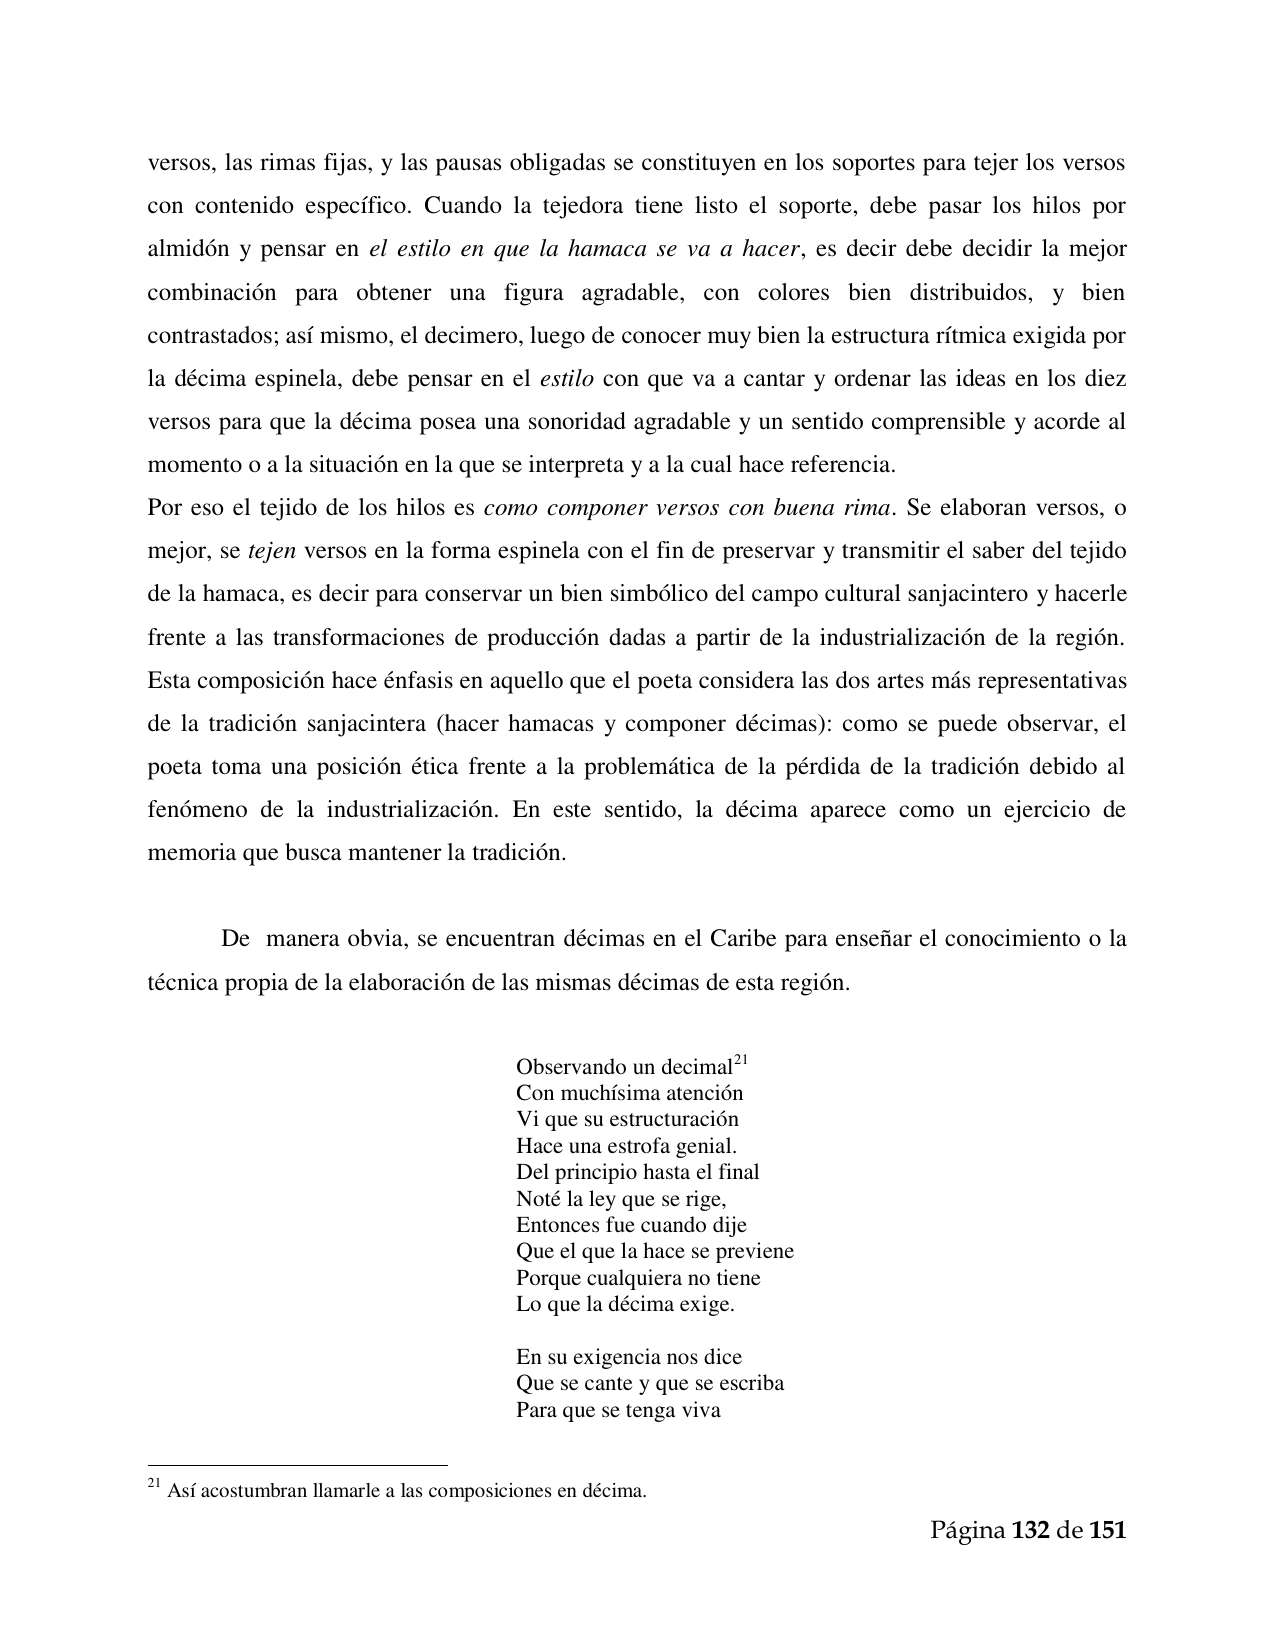 versos, las rimas fijas, y las pausas obligadas se constituyen en los soportes para tejer los versos
con contenido específico. Cuando la tejedora tiene listo el soporte, debe pasar los hilos por
almidón y pensar en el estilo en que la hamaca se va a hacer, es decir debe decidir la mejor
combinación para obtener una figura agradable, con colores bien distribuidos, y bien
contrastados; así mismo, el decimero, luego de conocer muy bien la estructura rítmica exigida por
la décima espinela, debe pensar en el estilo con que va a cantar y ordenar las ideas en los diez
versos para que la décima posea una sonoridad agradable y un sentido comprensible y acorde al
momento o a la situación en la que se interpreta y a la cual hace referencia.
Por eso el tejido de los hilos es como componer versos con buena rima. Se elaboran versos, o
mejor, se tejen versos en la forma espinela con el fin de preservar y transmitir el saber del tejido
de la hamaca, es decir para conservar un bien simbólico del campo cultural sanjacintero y hacerle
frente a las transformaciones de producción dadas a partir de la industrialización de la región.
Esta composición hace énfasis en aquello que el poeta considera las dos artes más representativas
de la tradición sanjacintera (hacer hamacas y componer décimas): como se puede observar, el
poeta toma una posición ética frente a la problemática de la pérdida de la tradición debido al
fenómeno de la industrialización. En este sentido, la décima aparece como un ejercicio de
memoria que busca mantener la tradición.
De manera obvia, se encuentran décimas en el Caribe para enseñar el conocimiento o la
técnica propia de la elaboración de las mismas décimas de esta región.
Observando un decimal21
Con muchísima atención
Vi que su estructuración
Hace una estrofa genial.
Del principio hasta el final
Noté la ley que se rige,
Entonces fue cuando dije
Que el que la hace se previene
Porque cualquiera no tiene
Lo que la décima exige.
En su exigencia nos dice
Que se cante y que se escriba
Para que se tenga viva
21 Así acostumbran llamarle a las composiciones en décima.
Página 132 de 151